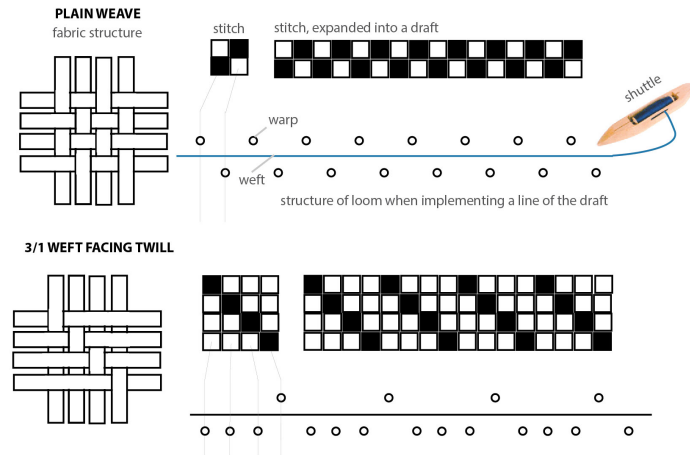 PLAIN WEAVE
fabric structure
stitch
stitch, expanded into a draft
shuttle
warp
weft
structure of loom when implementing a line of the draft
3/1 WEFT FACING TWILL